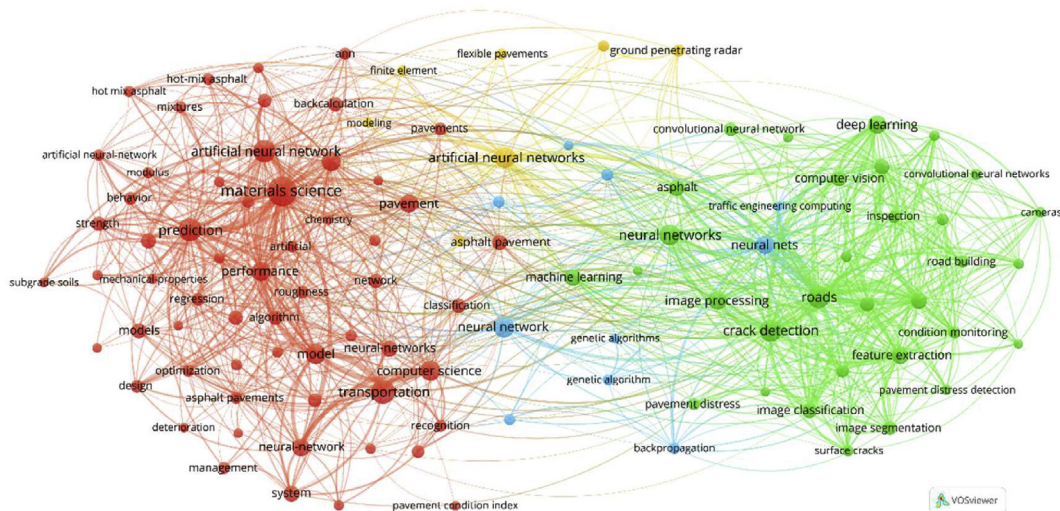 ann
flexible pavements
ground penetrating radar
finite element
hot-mix asphalt
hot mix asphalt
mixtures
backcalculation
modeling
pavements
convolutional neural network
deep learning
artificial neural network
artificial neural-network
artificial neural networks
modulus
computer vision
convolutional neural networks
materials science
asphalt
behavior
pavement
traffic engineering computing
cameras
strength
chemistry
inspection
prediction
artificial
asphalt pavement
neural networks
neural nets
road building
subgrade soils
mechanical-properties
performance
network
machine learning
roughness
regression
classification
image processing
roads
models
algorithm
neural network
crack detection
condition monitoring
model
neural-networks
genetic algorithms
feature extraction
optimization
computer science
design
genetic algorithm
transportation
asphalt pavements
pavement distress
pavement distress detection
image classification
deterioration
recognition
image segmentation
neural-network
backpropagation
surface cracks
management
system
pavement condition index
VOSviewer